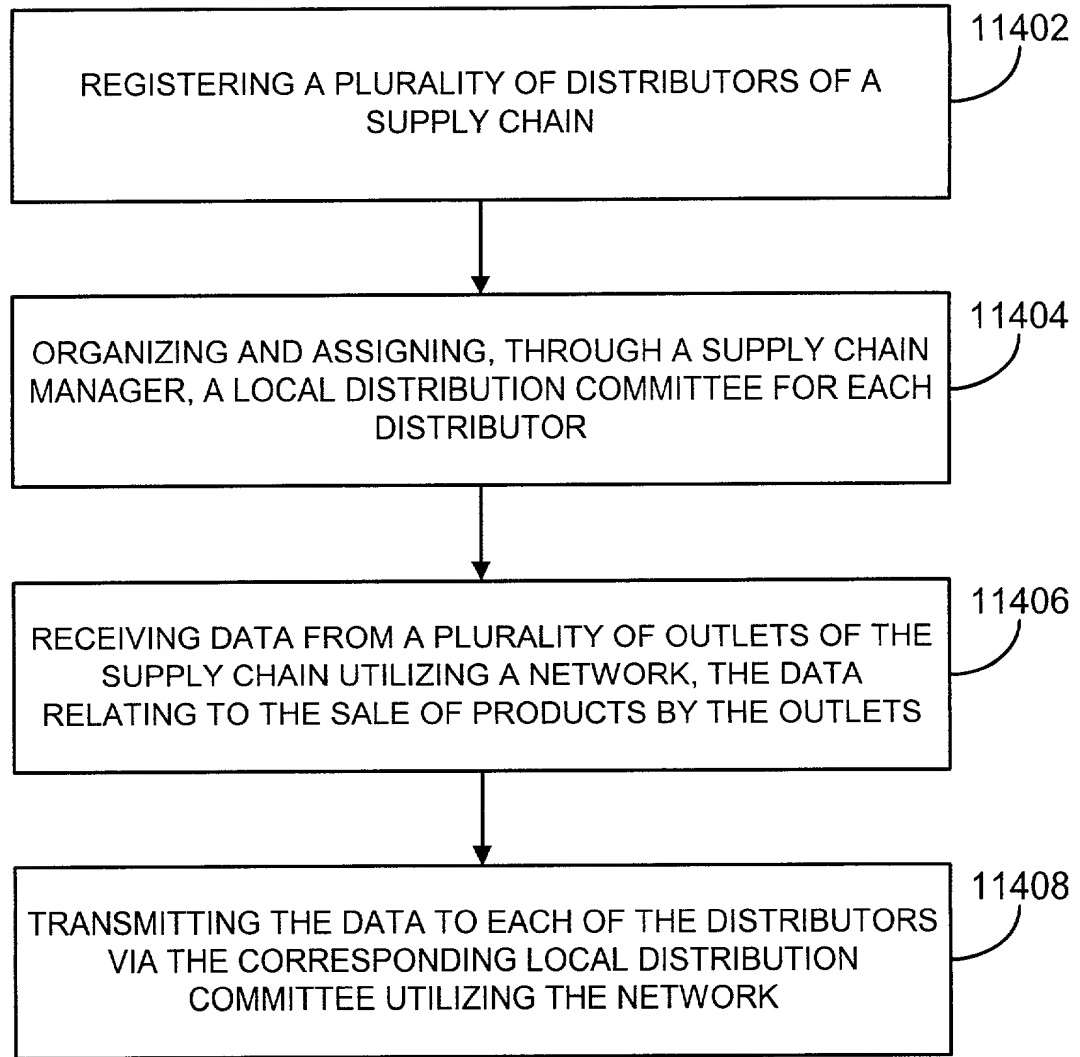 11402
REGISTERING A PLURALITY OF DISTRIBUTORS OF A
SUPPLY CHAIN
11404
ORGANIZING AND ASSIGNING, THROUGH A SUPPLY CHAIN
MANAGER, A LOCAL DISTRIBUTION COMMITTEE FOR EACH
DISTRIBUTOR
11406
RECEIVING DATA FROM A PLURALITY OF OUTLETS OF THE
SUPPLY CHAIN UTILIZING A NETWORK, THE DATA
RELATING TO THE SALE OF PRODUCTS BY THE OUTLETS
11408
TRANSMITTING THE DATA TO EACH OF THE DISTRIBUTORS
VIA THE CORRESPONDING LOCAL DISTRIBUTION
COMMITTEE UTILIZING THE NETWORK